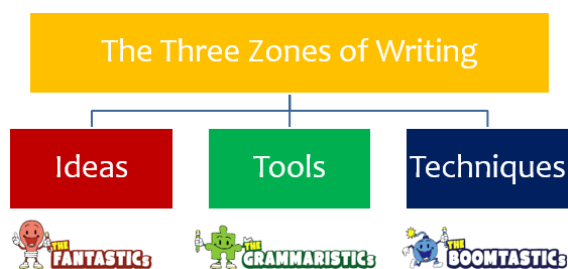 The Three Zones of Writing
Ideas
Tools
Techniques
THE FANTASTICs
THE GRAMMARISTICs
THE BOOMTASTICs